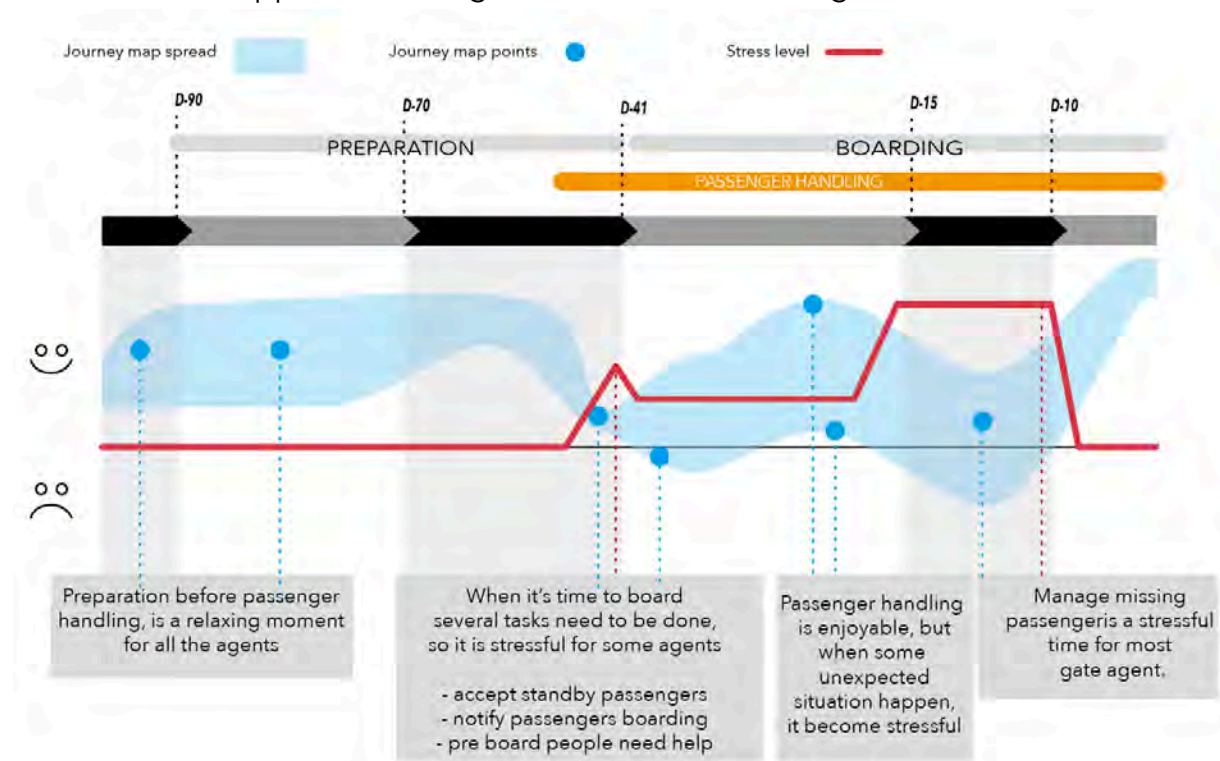 Journey map spread
Journey map points
Stress level
D-90
D-70
D-41
D-15
D-10
PREPARATION
BOARDING
PASSENGER HANDLING
Preparation before passenger
handling, is a relaxing moment
for all the agents
When it's time to board
several tasks need to be done,
so it is stressful for some agents
- accept standby passengers
- notify passengers boarding
- pre board people need help
Passenger handling
is enjoyable, but
when some
unexpected
situation happen,
it become stressful
Manage missing
passengeris a stressful
time for most
gate agent.